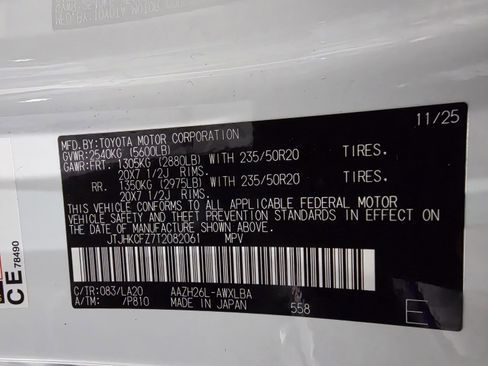 11/25
MFD.BY:TOYOTA MOTOR CORPORATION
GVWR:2540KG (5600LB)
GAWR:FRT. 1305KG (2880LB) WITH 235/50R20 TIRES.
20X7 1/2J RIMS.
RR. 1350KG (2975LB) WITH 235/50R20 TIRES.
20X7 1/2J RIMS.
THIS VEHICLE CONFORMS TO ALL APPLICABLE FEDERAL MOTOR
VEHICLE SAFETY AND THEFT PREVENTION STANDARDS IN EFFECT
ON THE DATE OF MANUFACTURE SHOWN ABOVE.
JTJHKCFZ7T2082061 MPV
C/TR:083/LA20 AAZH26L-AWXLBA
A/TM: /P810 MADE IN JAPAN 558 E
CE 78490